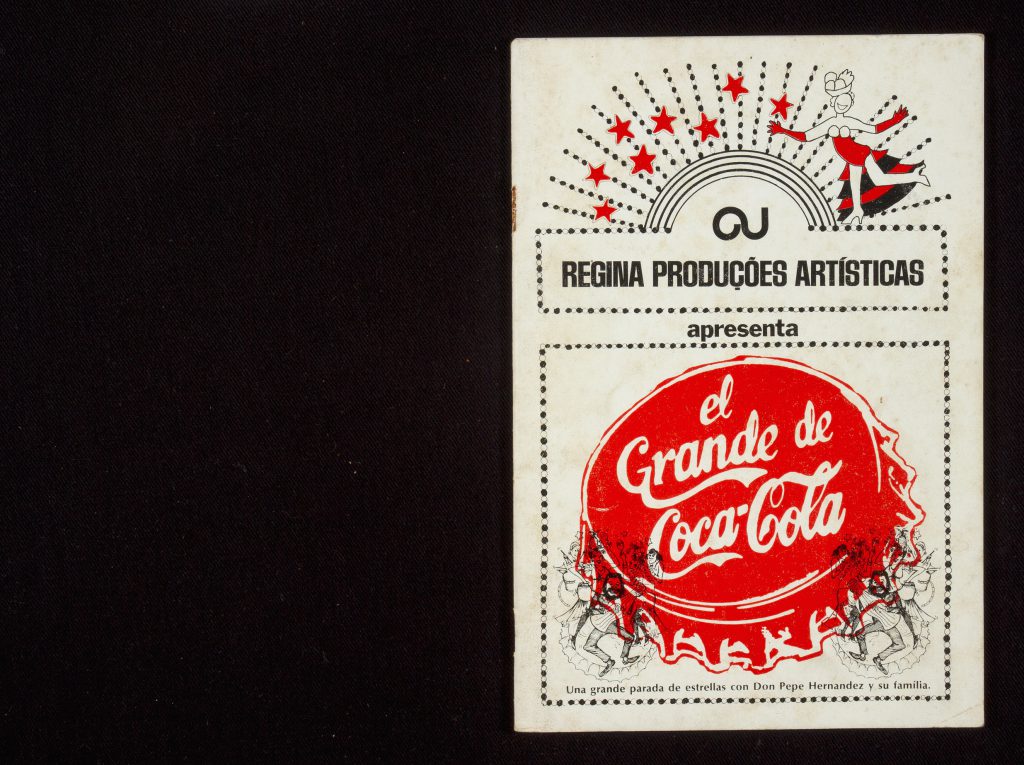 REGINA PRODUÇÕES ARTÍSTICAS
apresenta
el
Grande de
Coca-Cola
Una grande parada de estrellas con Don Pepe Hernandez y su familia.